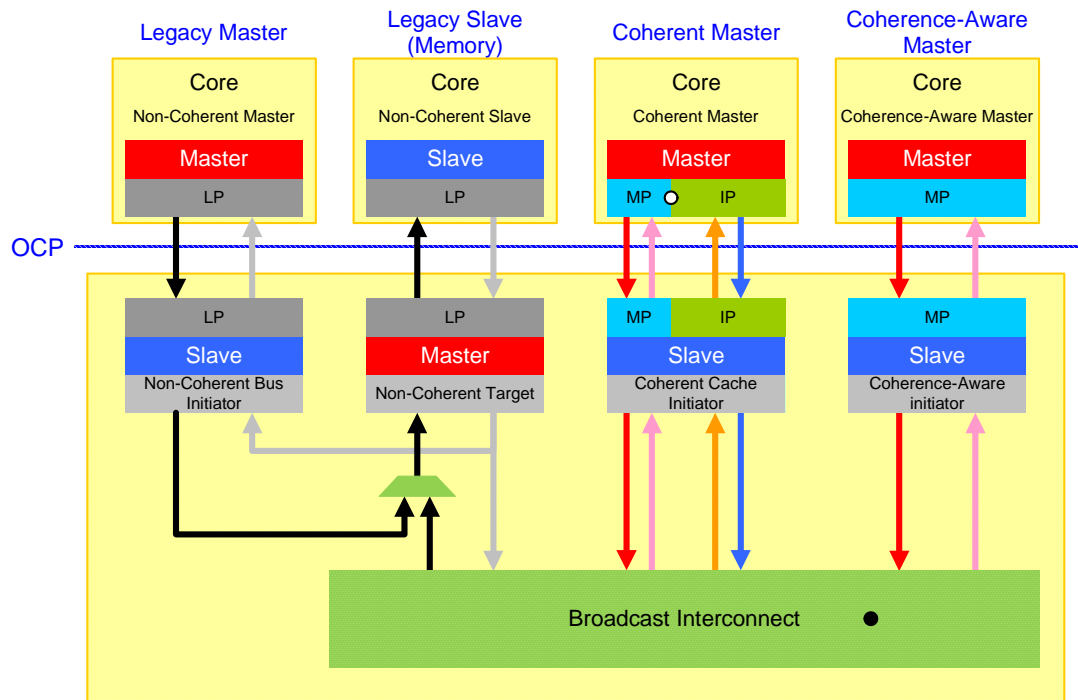 Legacy Master
Legacy Slave
(Memory)
Coherent Master
Coherence-Aware
Master
Core
Non-Coherent Master
Master
LP
Core
Non-Coherent Slave
Slave
LP
Core
Coherent Master
Master
MP
IP
Core
Coherence-Aware Master
Master
MP
OCP
LP
Slave
Non-Coherent Bus
Initiator
LP
Master
Non-Coherent Target
MP
IP
Slave
Coherent Cache
Initiator
MP
Slave
Coherence-Aware
initiator
Broadcast Interconnect